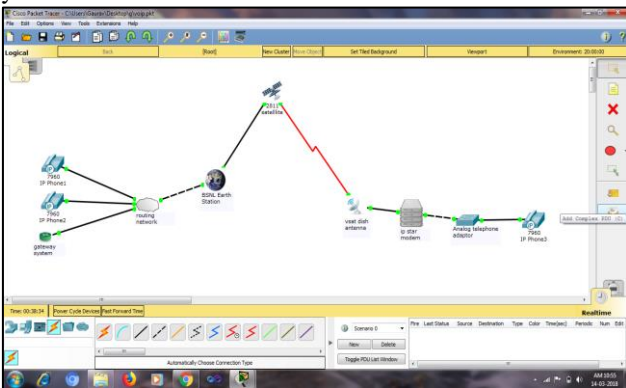 y
Cisco Packet Tracer - C:\Users\Gaurav\Desktop\g\voip.pkt
File Edit Options View Tools Extensions Help
Logical Back [Root] New Cluster Move Object Set Tiled Background Viewport Environment: 20:00:00
2811
satellite
7960
IP Phone1
BSNL Earth
Station
7960
IP Phone2
routing
network
vsat dish
antenne
ip star
modem
Analog telephone
adaptor
7960
IP Phone3
Add Complex PDU (C)
gateway
system
Time: 00:38:54 Power Cycle Devices Fast Forward Time Realtime
Scenario 0
Fire Last Status Source Destination Type Color Time(sec) Periodic Num Edit
New Delete
Toggle PDU List Window
Automatically Choose Connection Type
AM 10:55
14-03-2018